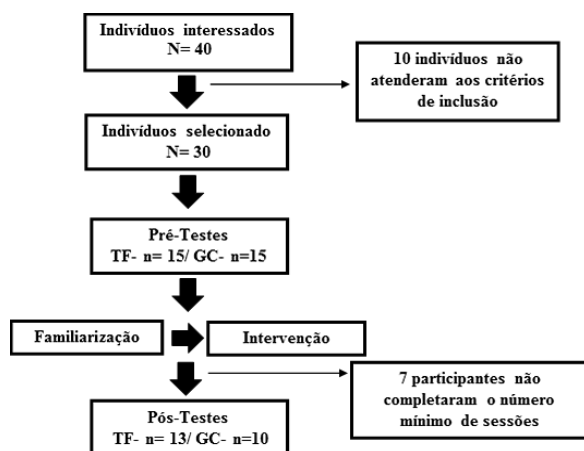 Indivíduos interessados
N= 40
10 indivíduos não
atenderam aos critérios
de inclusão
Indivíduos selecionado
N= 30
Pré-Testes
TF- n= 15/ GC- n=15
Familiarização
Intervenção
7 participantes não
completaram o número
mínimo de sessões
Pós-Testes
TF- n= 13/ GC- n=10